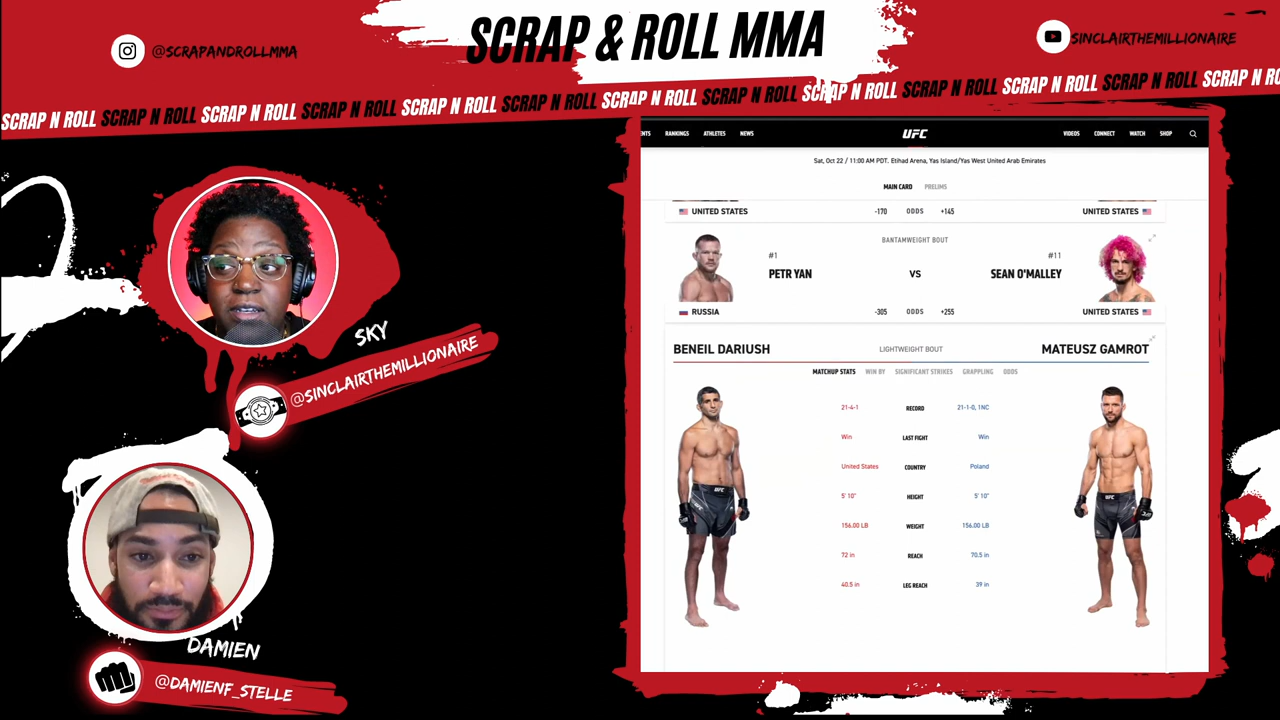 SCRAP & ROLL MMA
@SCRAPANDROLLMMA
SINCLAIRTHEMILLIONAIRE
SCRAP N ROLL SCRAP N ROLL SCRAP N ROLL SCRAP N ROLL SCRAP N ROLL SCRAP N ROLL SCRAP N ROLL SCRAP N ROLL SCRAP N ROLL SCRAP N ROLL SCRAP N ROLL SCRAP N ROLL SCRAP N RO
SKY
@SINCLAIRTHEMILLIONAIRE
DAMIEN
@DAMIENF_STELLE
NTS RANKINGS ATHLETES NEWS UFC VIDEOS CONNECT WATCH SHOP
Sat, Oct 22 / 11:00 AM PDT. Etihad Arena, Yas Island/Yas West United Arab Emirates
MAIN CARD PRELIMS
UNITED STATES -170 ODDS +145 UNITED STATES
BANTAMWEIGHT BOUT
#1 #11
PETR YAN VS SEAN O'MALLEY
RUSSIA -305 ODDS +255 UNITED STATES
BENEIL DARIUSH LIGHTWEIGHT BOUT MATEUSZ GAMROT
MATCHUP STATS WIN BY SIGNIFICANT STRIKES GRAPPLING ODDS
21-4-1 RECORD 21-1-0, 1NC
Win LAST FIGHT Win
United States COUNTRY Poland
5' 10" HEIGHT 5' 10"
156.00 LB WEIGHT 156.00 LB
72 in REACH 70.5 in
40.5 in LEG REACH 39 in
UFC
UFC